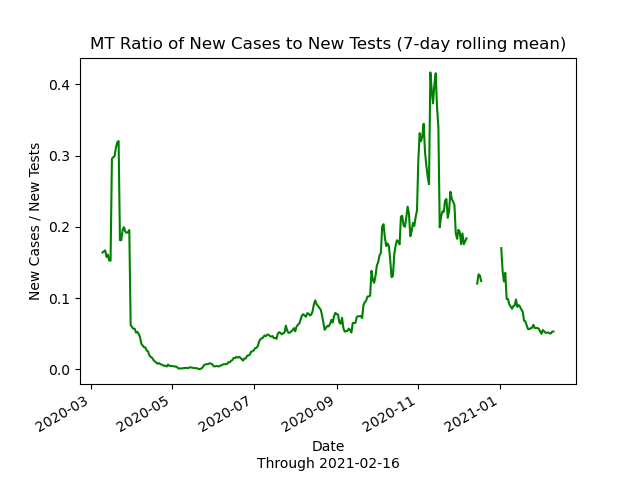 MT Ratio of New Cases to New Tests (7-day rolling mean)
0.4
0.3
0.2
0.1
0.0
New Cases / New Tests
2020-03
2020-05
2020-07
2020-09
2020-11
2021-01
Date
Through 2021-02-16